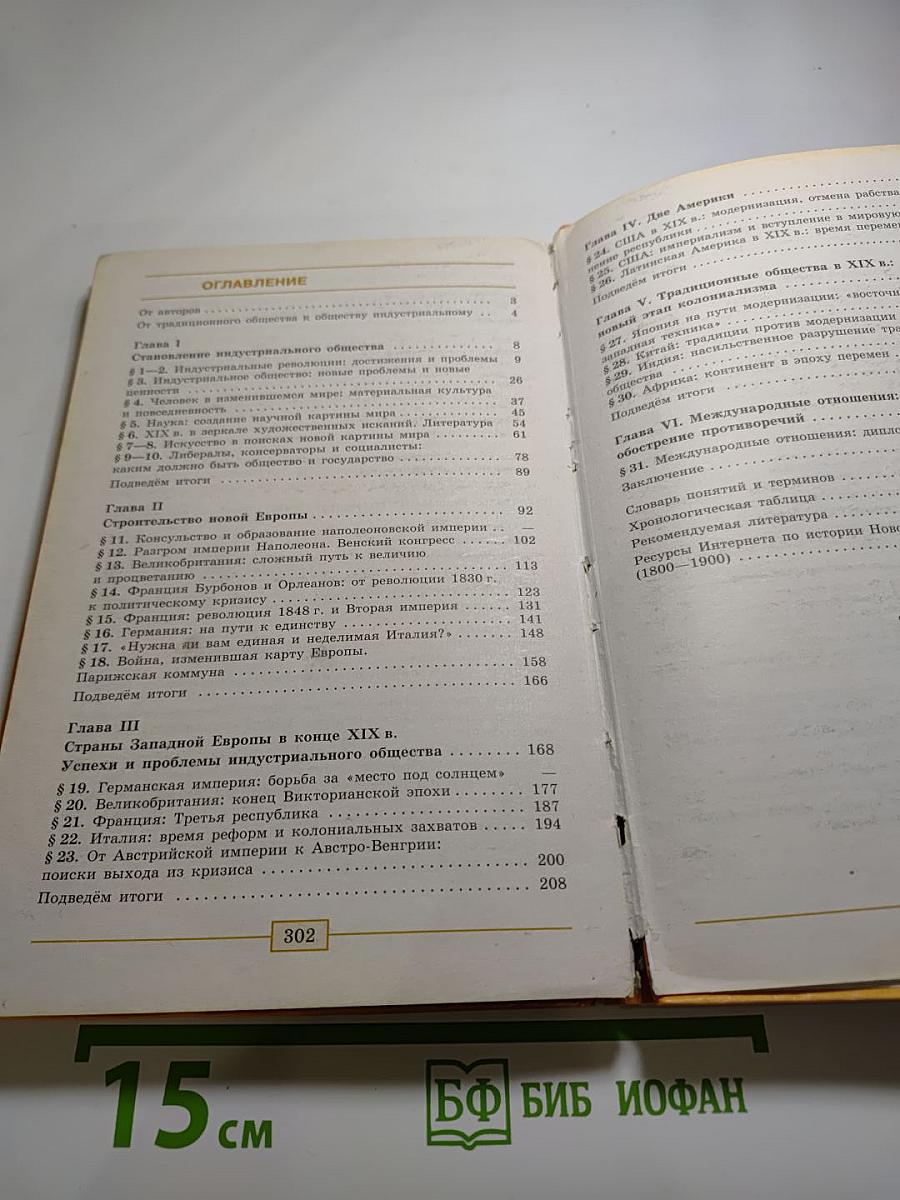 ОГЛАВЛЕНИЕ
От авторов . . . 3
От традиционного общества к обществу индустриальному . . 4
Глава I
Становление индустриального общества . . . 8
§ 1—2. Индустриальные революции: достижения и проблемы 9
§ 3. Индустриальное общество: новые проблемы и новые
ценности . . . 26
§ 4. Человек в изменившемся мире: материальная культура
и повседневность . . . 37
§ 5. Наука: создание научной картины мира . . . 45
§ 6. XIX в. в зеркале художественных исканий. Литература 54
§ 7—8. Искусство в поисках новой картины мира . . . 61
§ 9—10. Либералы, консерваторы и социалисты:
каким должно быть общество и государство . . . 78
Подведём итоги . . . 89
Глава II
Строительство новой Европы . . . 92
§ 11. Консульство и образование наполеоновской империи . . —
§ 12. Разгром империи Наполеона. Венский конгресс . . . 102
§ 13. Великобритания: сложный путь к величию
и процветанию . . . 113
§ 14. Франция Бурбонов и Орлеанов: от революции 1830 г.
к политическому кризису . . . 123
§ 15. Франция: революция 1848 г. и Вторая империя . . . 131
§ 16. Германия: на пути к единству . . . 141
§ 17. «Нужна ли вам единая и неделимая Италия?» . . . 148
§ 18. Война, изменившая карту Европы.
Парижская коммуна . . . 158
Подведём итоги . . . 166
Глава III
Страны Западной Европы в конце XIX в.
Успехи и проблемы индустриального общества . . . 168
§ 19. Германская империя: борьба за «место под солнцем» —
§ 20. Великобритания: конец Викторианской эпохи . . . 177
§ 21. Франция: Третья республика . . . 187
§ 22. Италия: время реформ и колониальных захватов . . . 194
§ 23. От Австрийской империи к Австро-Венгрии:
поиски выхода из кризиса . . . 200
Подведём итоги . . . 208
302
Глава IV. Две Америки . . .
§ 24. США в XIX в.: модернизация, отмена рабства
нение республики . . .
§ 25. США: империализм и вступление в мировую
§ 26. Латинская Америка в XIX в.: время перемен
Подведём итоги . . .
Глава V. Традиционные общества в XIX в.:
новый этап колониализма . . .
§ 27. Япония на пути модернизации: «восточн
западная техника» . . .
§ 28. Китай: традиции против модернизации
§ 29. Индия: насильственное разрушение тра
общества . . .
§ 30. Африка: континент в эпоху перемен . . .
Подведём итоги . . .
Глава VI. Международные отношения:
обострение противоречий . . .
§ 31. Международные отношения: дипло
Заключение . . .
Словарь понятий и терминов . . .
Хронологическая таблица . . .
Рекомендуемая литература . . .
Ресурсы Интернета по истории Ново
(1800—1900) . . .
15 см
БФ БИБ ИОФАН